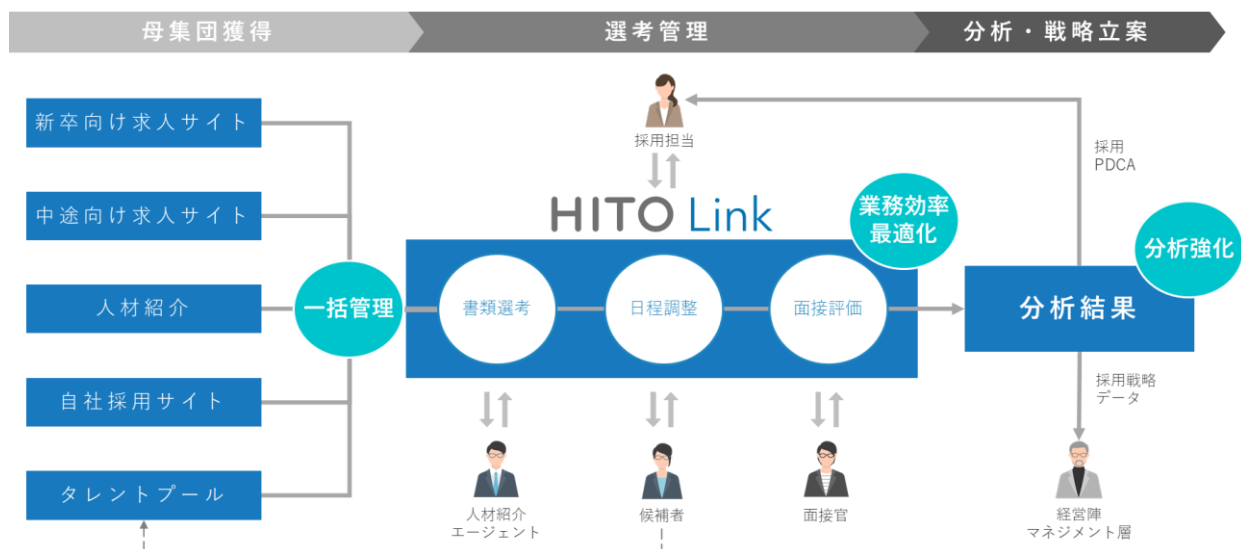 母集団獲得
選考管理
分析・戦略立案
新卒向け求人サイト
中途向け求人サイト
人材紹介
自社採用サイト
タレントプール
一括管理
採用担当
HITO Link
業務効率
最適化
書類選考
日程調整
面接評価
人材紹介
エージェント
候補者
面接官
採用
PDCA
分析強化
分析結果
採用戦略
データ
経営陣
マネジメント層